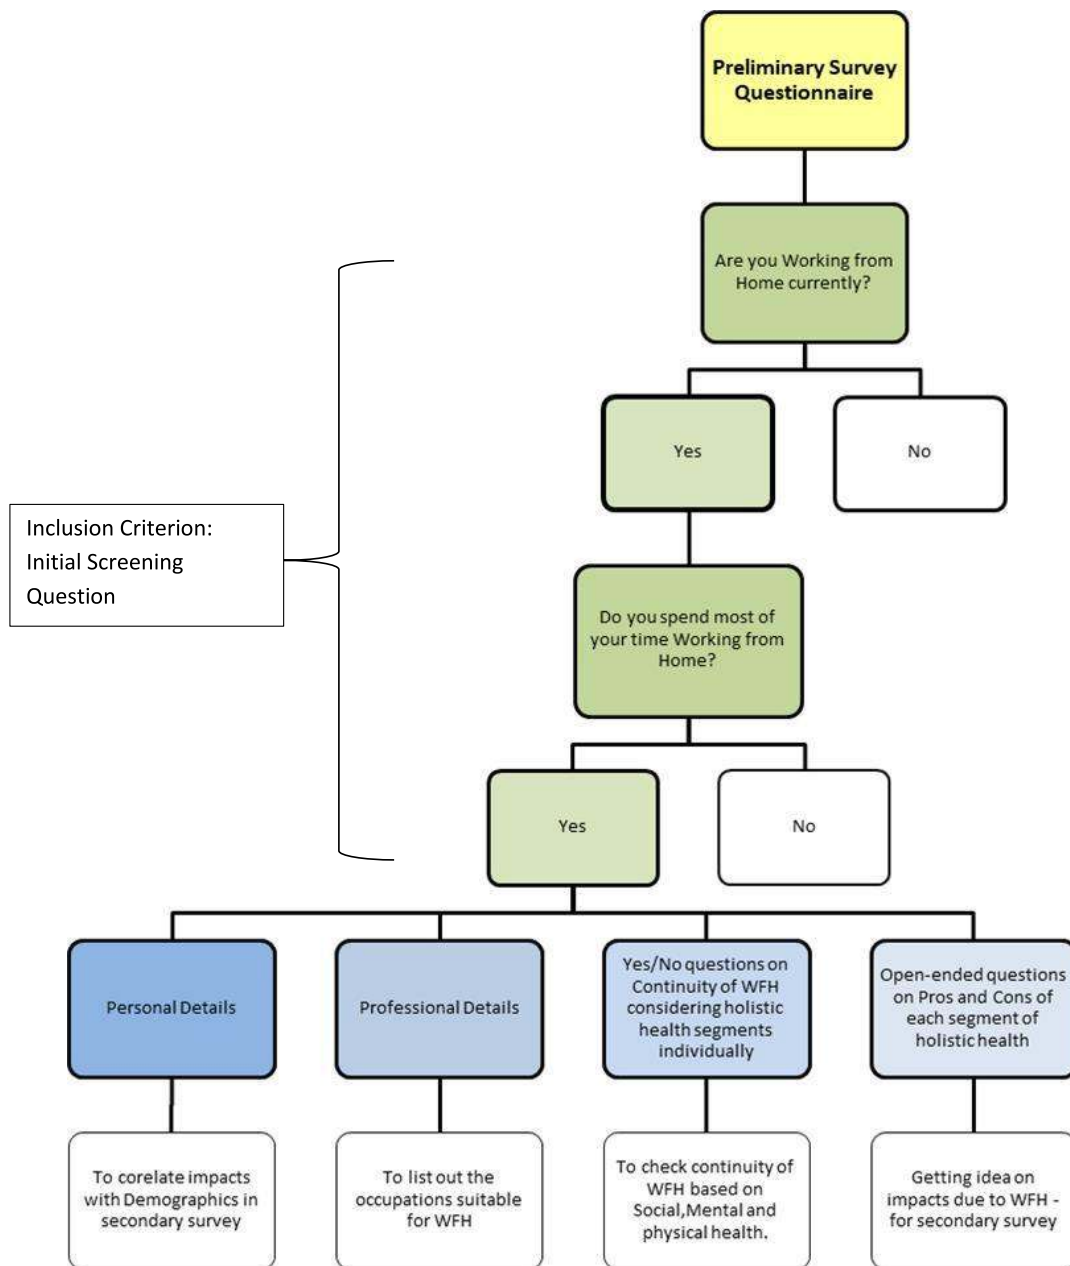 Preliminary Survey
Questionnaire
Are you Working from
Home currently?
Yes
No
Inclusion Criterion:
Initial Screening
Question
Do you spend most of
your time Working from
Home?
Yes
No
Personal Details
Professional Details
Yes/No questions on
Continuity of WFH
considering holistic
health segments
individually
Open-ended questions
on Pros and Cons of
each segment of
holistic health
To corelate impacts
with Demographics in
secondary survey
To list out the
occupations suitable
for WFH
To check continuity of
WFH based on
Social,Mental and
physical health.
Getting idea on
impacts due to WFH -
for secondary survey